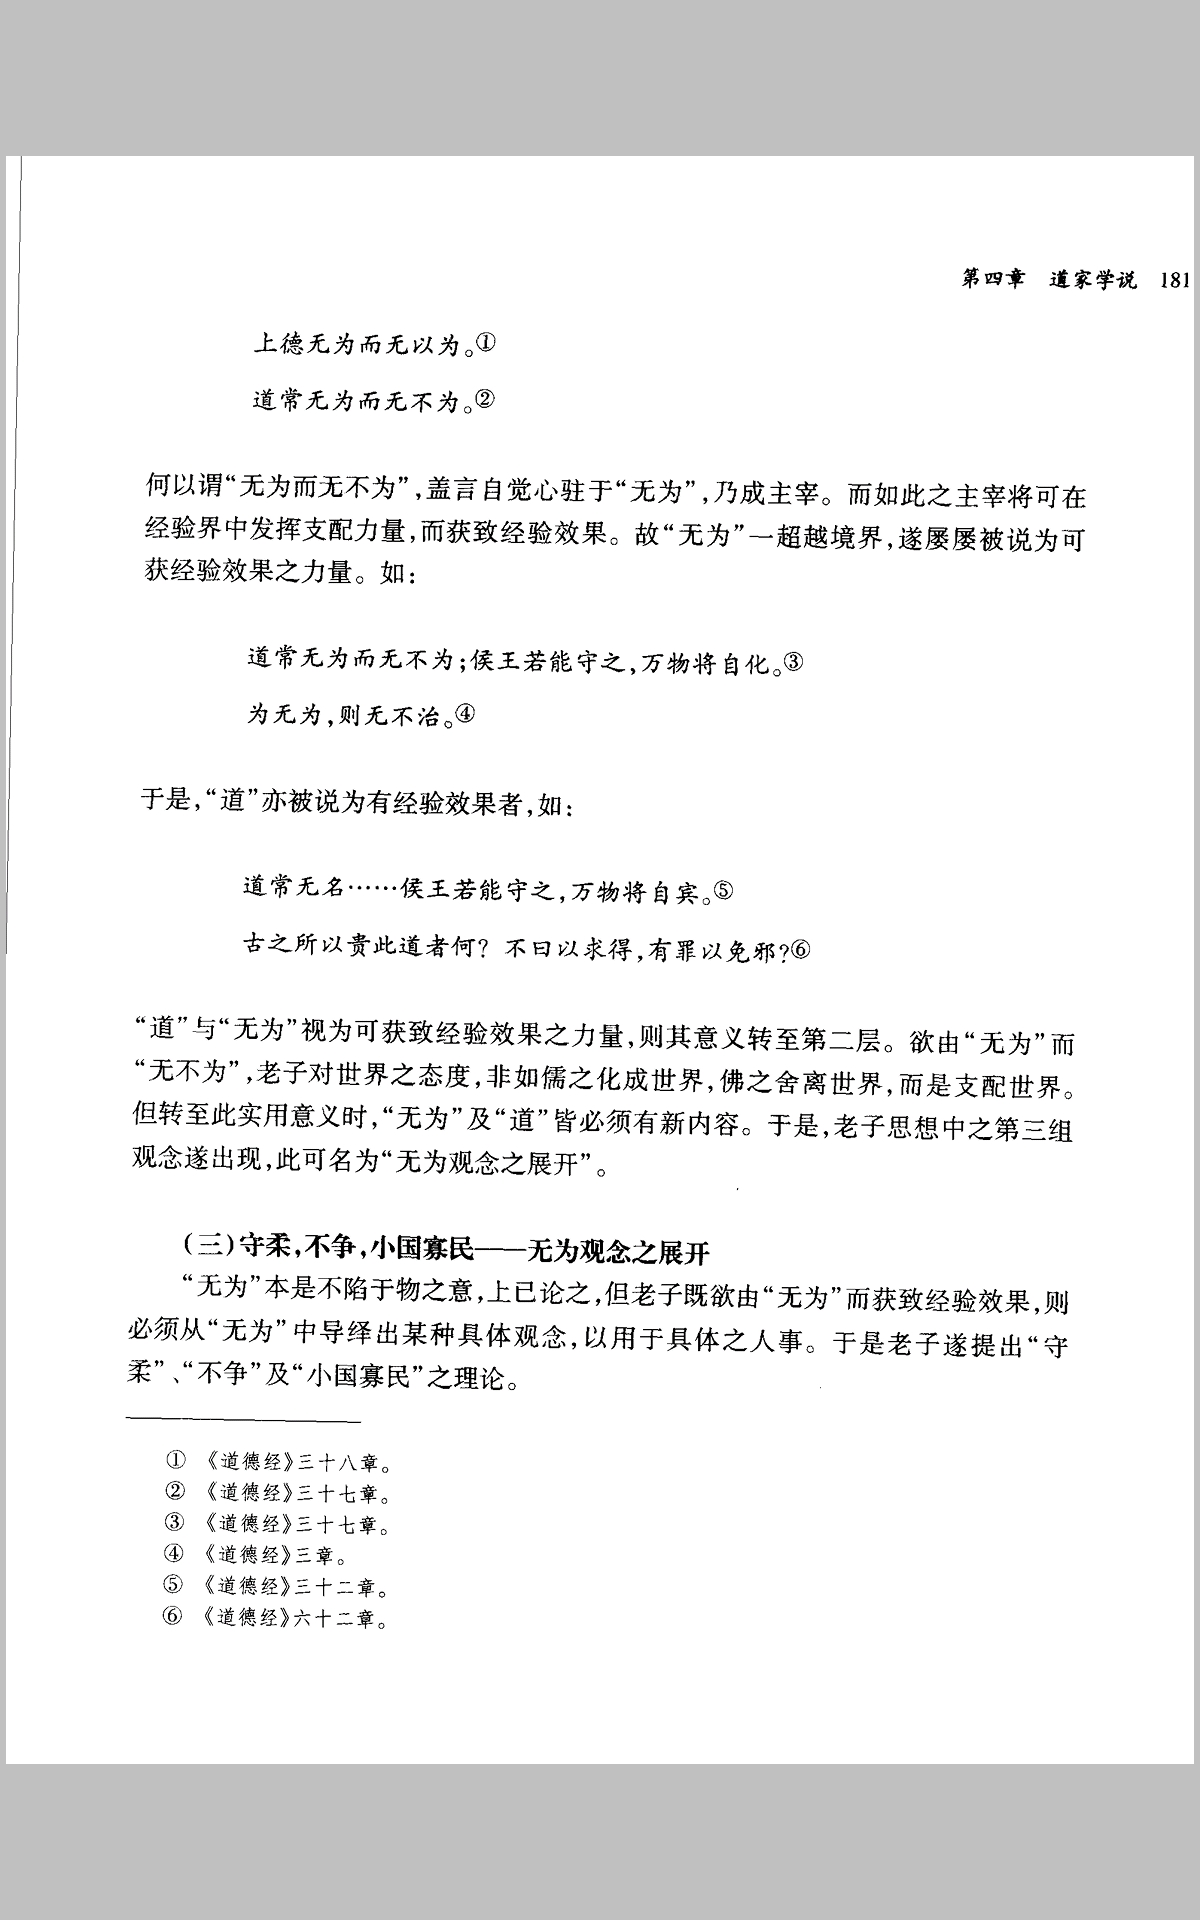 第四章 道家学说 181
上德无为而无以为。①
道常无为而无不为。②
何以谓“无为而无不为”,盖言自觉心驻于“无为”,乃成主宰。而如此之主宰将可在
经验界中发挥支配力量,而获致经验效果。故“无为”一超越境界,遂屡屡被说为可
获经验效果之力量。如:
道常无为而无不为;侯王若能守之,万物将自化。③
为无为,则无不治。④
于是,“道”亦被说为有经验效果者,如:
道常无名……侯王若能守之,万物将自宾。⑤
古之所以贵此道者何?不曰以求得,有罪以免邪?⑥
“道”与“无为”视为可获致经验效果之力量,则其意义转至第二层。欲由“无为”而
“无不为”,老子对世界之态度,非如儒之化成世界,佛之舍离世界,而是支配世界。
但转至此实用意义时,“无为”及“道”皆必须有新内容。于是,老子思想中之第三组
观念遂出现,此可名为“无为观念之展开”。
(三)守柔,不争,小国寡民——无为观念之展开
“无为”本是不陷于物之意,上已论之,但老子既欲由“无为”而获致经验效果,则
必须从“无为”中导绎出某种具体观念,以用于具体之人事。于是老子遂提出“守
柔”、“不争”及“小国寡民”之理论。
① 《道德经》三十八章。
② 《道德经》三十七章。
③ 《道德经》三十七章。
④ 《道德经》三章。
⑤ 《道德经》三十二章。
⑥ 《道德经》六十二章。